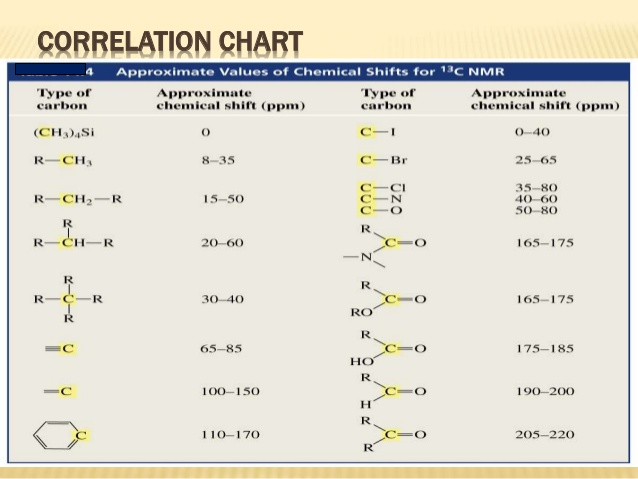 CORRELATION CHART
4 Approximate Values of Chemical Shifts for ¹³C NMR
Type of carbon Approximate chemical shift (ppm) Type of carbon Approximate chemical shift (ppm)
(CH₃)₄Si 0 C—I 0–40
R—CH₃ 8–35 C—Br 25–65
R—CH₂—R 15–50 C—Cl 35–80
C—N 40–60
C—O 50–80
R
R—CH—R 20–60 R
C=O 165–175
—N
R
R—C—R 30–40 R
C=O 165–175
R RO
≡C 65–85 R
C=O 175–185
HO
=C 100–150 R
C=O 190–200
H
C 110–170 R
C=O 205–220
R